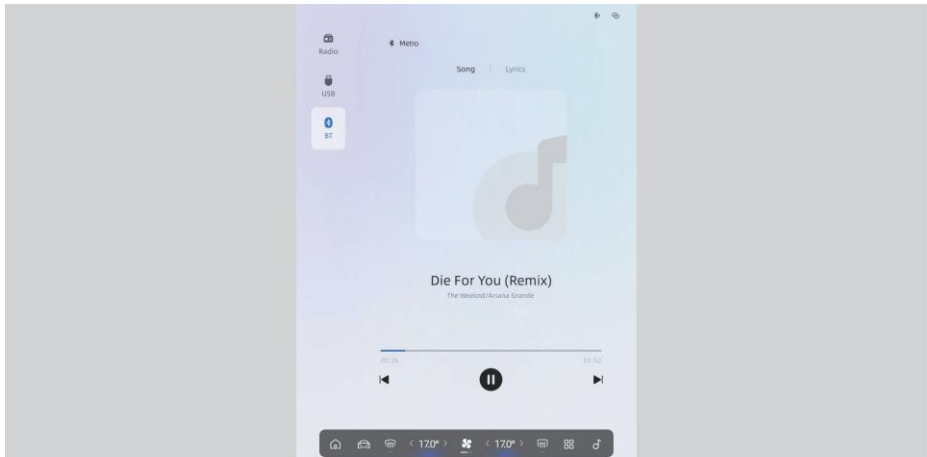 Radio
Metro
Song
Lyrics
USB
BT
Die For You (Remix)
The Weeknd/Ariana Grande
00:26
03:52
17.0°
17.0°